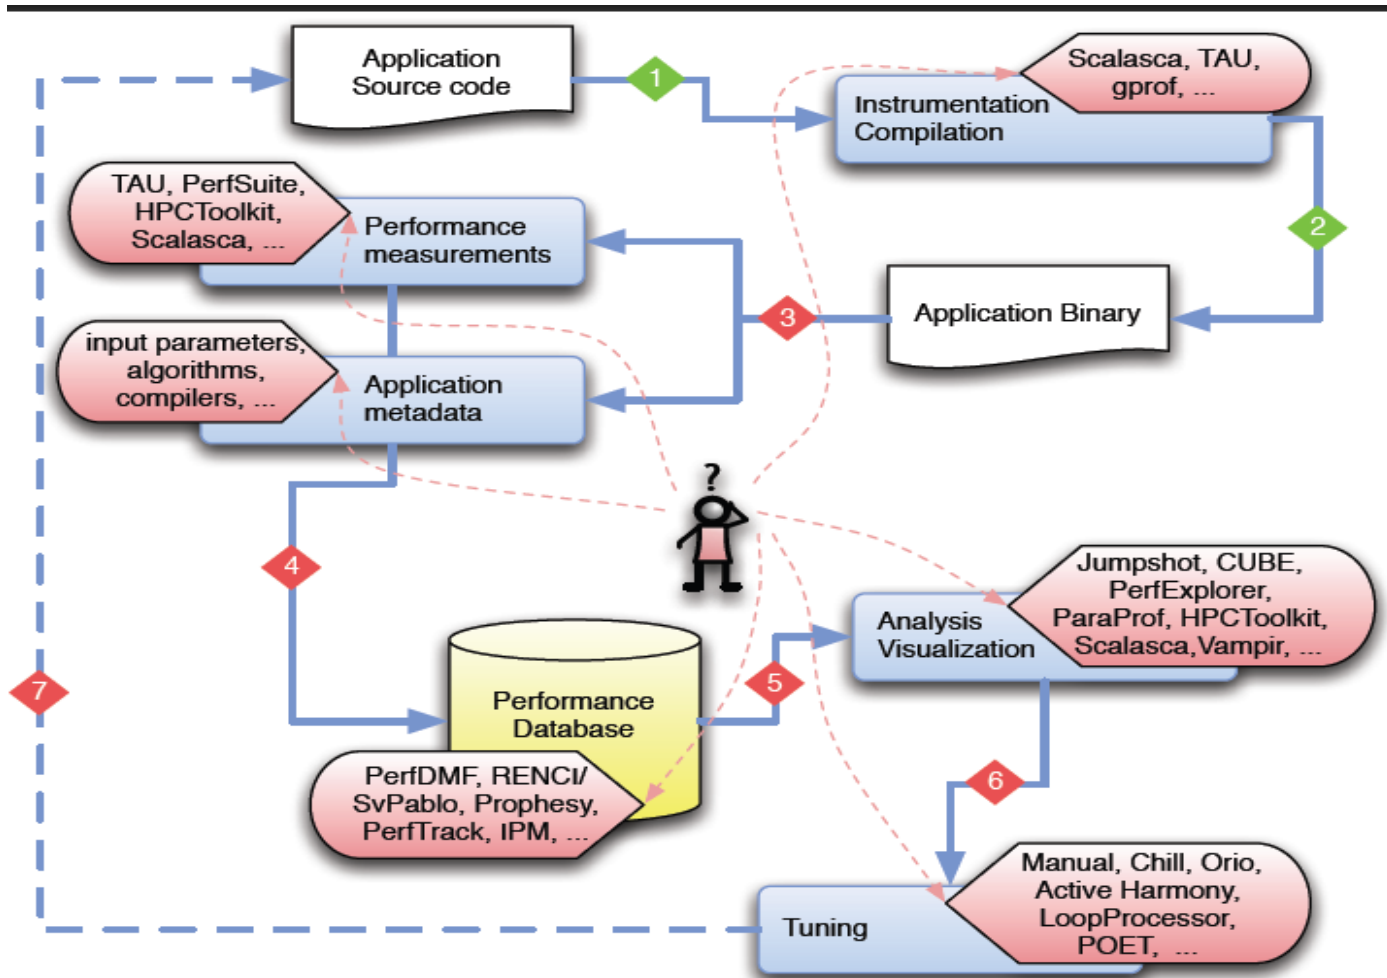 Application
Source code
1
Scalasca, TAU,
gprof, ...
Instrumentation
Compilation
2
TAU, PerfSuite,
HPCToolkit,
Scalasca, ...
Performance
measurements
3
Application Binary
input parameters,
algorithms,
compilers, ...
Application
metadata
?
4
Jumpshot, CUBE,
PerfExplorer,
ParaProf, HPCToolkit,
Scalasca,Vampir, ...
Analysis
Visualization
5
7
Performance
Database
PerfDMF, RENCI/
SvPablo, Prophesy,
PerfTrack, IPM, ...
6
Manual, Chill, Orio,
Active Harmony,
LoopProcessor,
POET, ...
Tuning